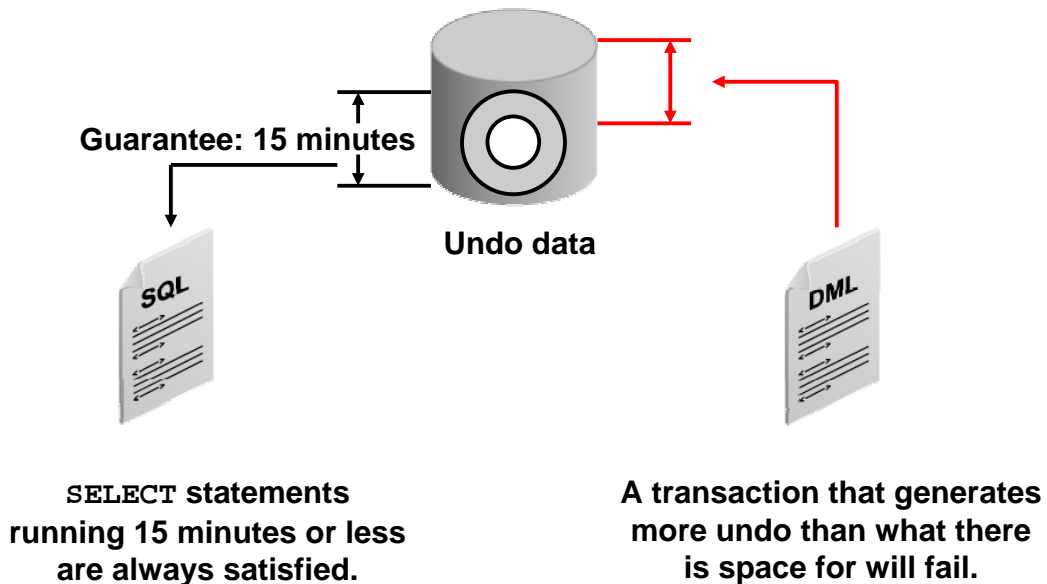 Guarantee: 15 minutes
Undo data
SQL
DML
SELECT statements
running 15 minutes or less
are always satisfied.
A transaction that generates
more undo than what there
is space for will fail.